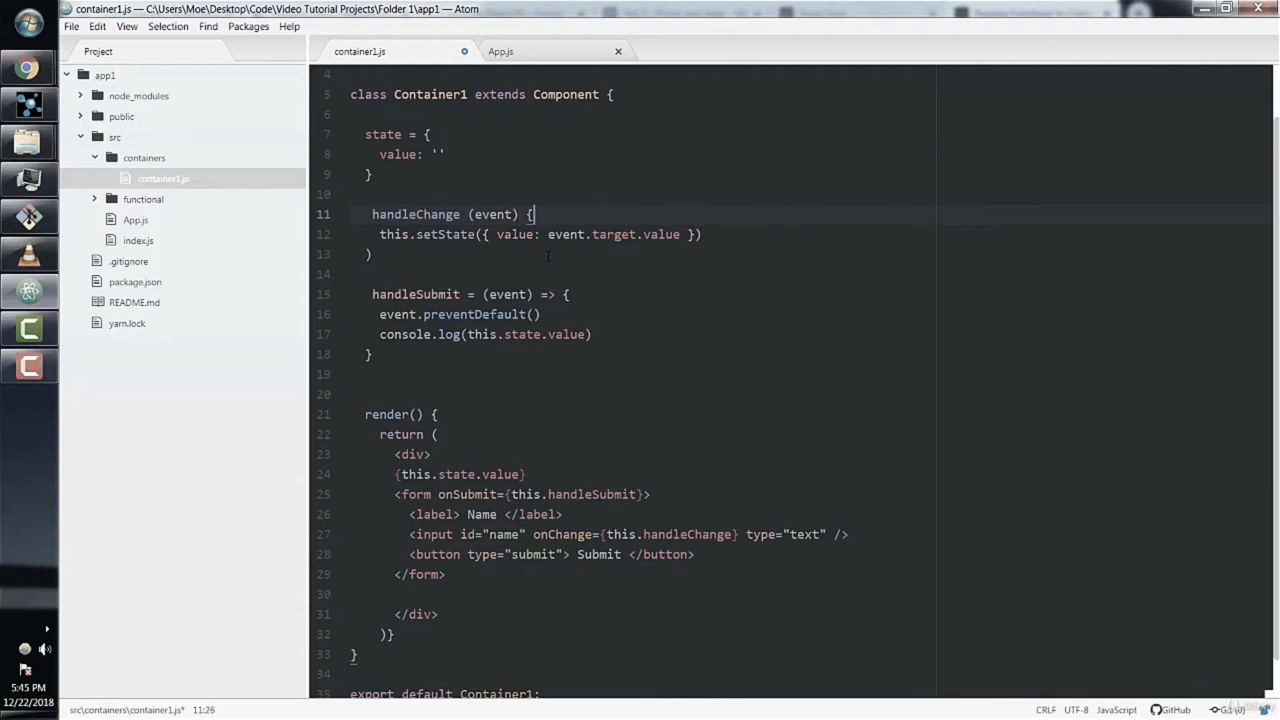 container1.js — C:\Users\Moe\Desktop\Code\Video Tutorial Projects\Folder 1\app1 — Atom
File Edit View Selection Find Packages Help
Project
container1.js
App.js
app1
node_modules
public
src
containers
container1.js
functional
App.js
index.js
.gitignore
package.json
README.md
yarn.lock
4
5 class Container1 extends Component {
6
7 state = {
8 value: ''
9 }
10
11 handleChange (event) {
12 this.setState({ value: event.target.value })
13 )
14
15 handleSubmit = (event) => {
16 event.preventDefault()
17 console.log(this.state.value)
18 }
19
20
21 render() {
22 return (
23 <div>
24 {this.state.value}
25 <form onSubmit={this.handleSubmit}>
26 <label> Name </label>
27 <input id="name" onChange={this.handleChange} type="text" />
28 <button type="submit"> Submit </button>
29 </form>
30
31 </div>
32 )}
33 }
34
35 export default Container1;
5:45 PM
12/22/2018
src\containers\container1.js* 11:26
CRLF UTF-8 JavaScript GitHub